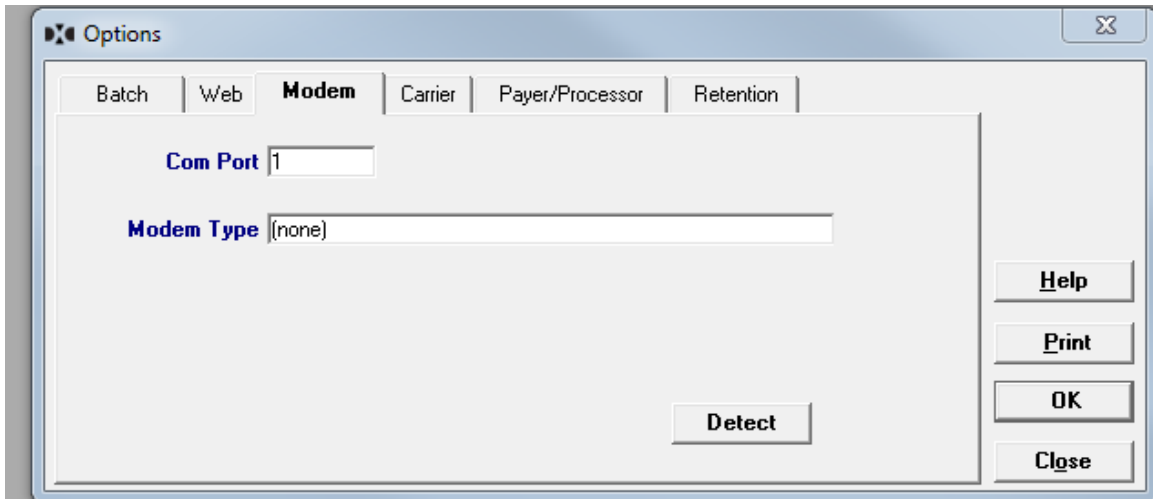 Options
Batch Web Modem Carrier Payer/Processor Retention
Com Port 1
Modem Type (none)
Help
Print
OK
Detect
Close